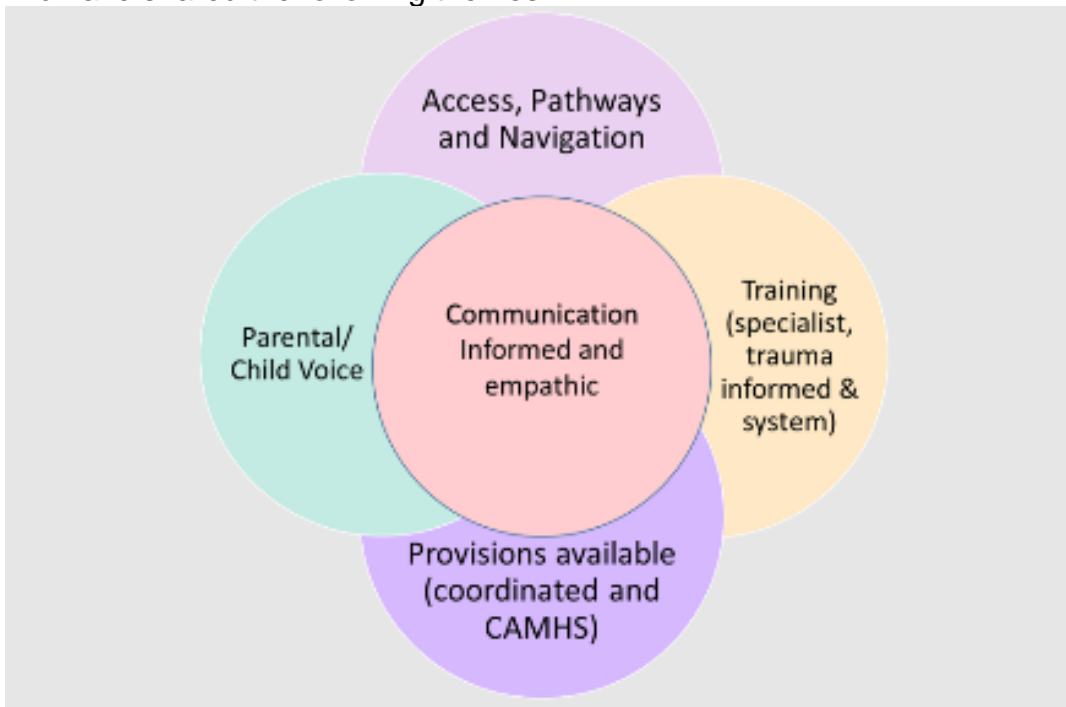 Access, Pathways
and Navigation
Parental/
Child Voice
Communication
Informed and
empathic
Training
(specialist,
trauma
informed &
system)
Provisions available
(coordinated and
CAMHS)